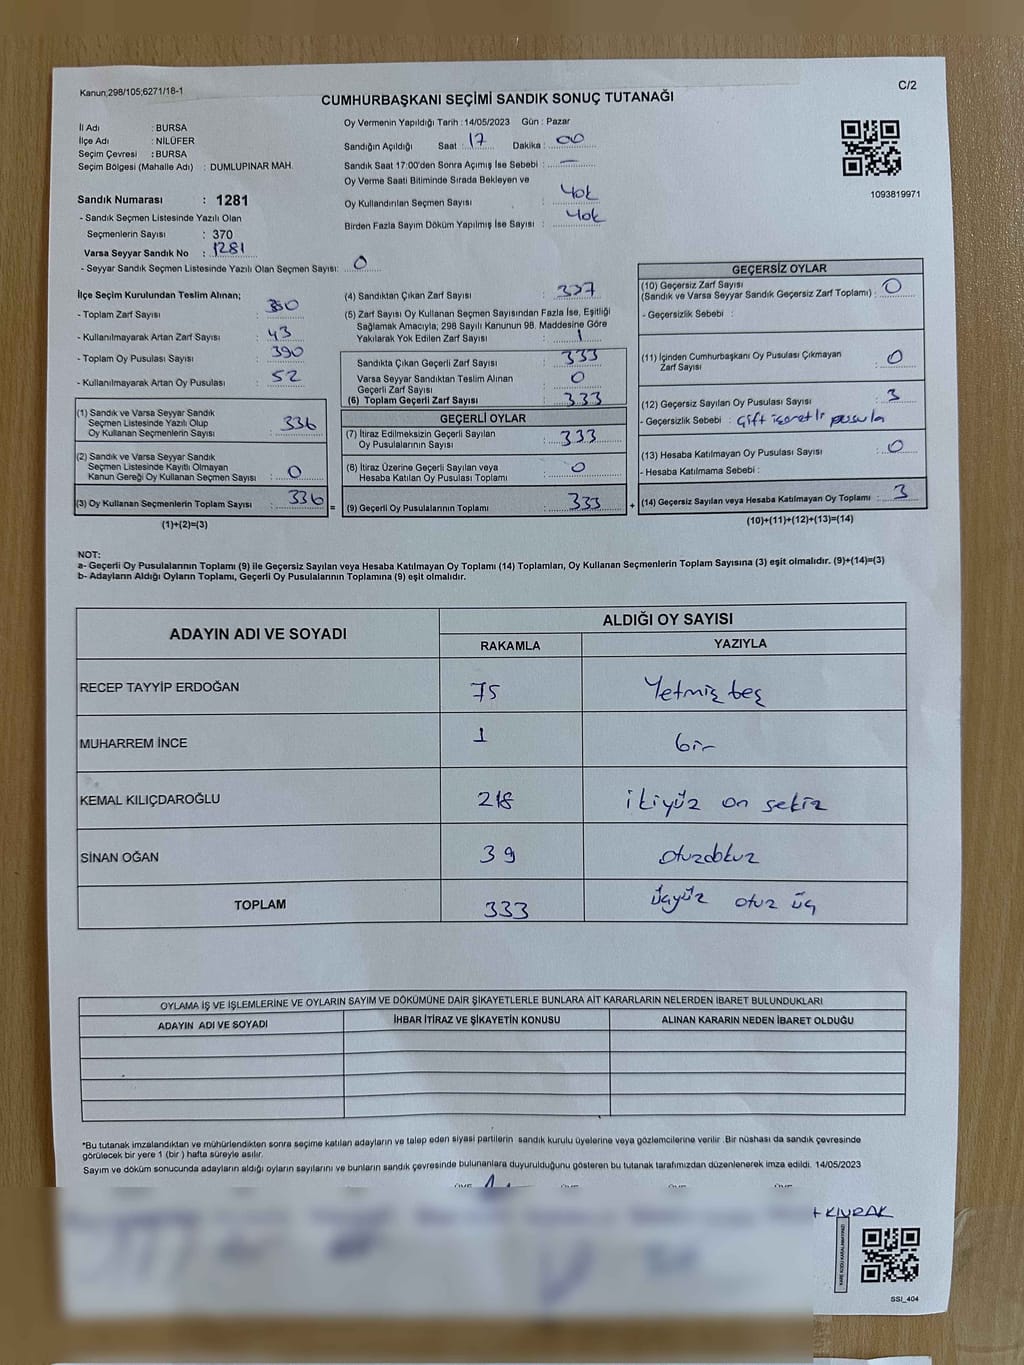 Kanun;298/105;6271/18-1
C/2
CUMHURBAŞKANI SEÇİMİ SANDIK SONUÇ TUTANAĞI
İl Adı : BURSA
İlçe Adı : NİLÜFER
Seçim Çevresi : BURSA
Seçim Bölgesi (Mahalle Adı) : DUMLUPINAR MAH.
Oy Vermenin Yapıldığı Tarih :14/05/2023 Gün : Pazar
Sandığın Açıldığı Saat : 17 Dakika : 00
Sandık Saat 17:00'den Sonra Açımış İse Sebebi : —
Oy Verme Saati Bitiminde Sırada Bekleyen ve
Oy Kullandırılan Seçmen Sayısı : Yok
Birden Fazla Sayım Döküm Yapılmış İse Sayısı : Yok
1093819971
Sandık Numarası : 1281
- Sandık Seçmen Listesinde Yazılı Olan
Seçmenlerin Sayısı : 370
Varsa Seyyar Sandık No : 1281
- Seyyar Sandık Seçmen Listesinde Yazılı Olan Seçmen Sayısı: 0
İlçe Seçim Kurulundan Teslim Alınan;
- Toplam Zarf Sayısı :
- Kullanılmayarak Artan Zarf Sayısı : 43
- Toplam Oy Pusulası Sayısı : 390
- Kullanılmayarak Artan Oy Pusulası : 52
(1) Sandık ve Varsa Seyyar Sandık
Seçmen Listesinde Yazılı Olup
Oy Kullanan Seçmenlerin Sayısı : 336
(2) Sandık ve Varsa Seyyar Sandık
Seçmen Listesinde Kayıtlı Olmayan
Kanun Gereği Oy Kullanan Seçmen Sayısı : 0
(3) Oy Kullanan Seçmenlerin Toplam Sayısı : 336
(1)+(2)=(3)
=
(4) Sandıktan Çıkan Zarf Sayısı : 337
(5) Zarf Sayısı Oy Kullanan Seçmen Sayısından Fazla İse, Eşitliği
Sağlamak Amacıyla; 298 Sayılı Kanunun 98. Maddesine Göre
Yakılarak Yok Edilen Zarf Sayısı : 1
Sandıkta Çıkan Geçerli Zarf Sayısı : 333
Varsa Seyyar Sandıktan Teslim Alınan
Geçerli Zarf Sayısı : 0
(6) Toplam Geçerli Zarf Sayısı : 333
GEÇERLİ OYLAR
(7) İtiraz Edilmeksizin Geçerli Sayılan
Oy Pusulalarının Sayısı : 333
(8) İtiraz Üzerine Geçerli Sayılan veya
Hesaba Katılan Oy Pusulası Toplamı : 0
(9) Geçerli Oy Pusulalarının Toplamı : 333
+
GEÇERSİZ OYLAR
(10) Geçersiz Zarf Sayısı
(Sandık ve Varsa Seyyar Sandık Geçersiz Zarf Toplamı) : 0
- Geçersizlik Sebebi :
(11) İçinden Cumhurbaşkanı Oy Pusulası Çıkmayan
Zarf Sayısı : 0
(12) Geçersiz Sayılan Oy Pusulası Sayısı : 3
- Geçersizlik Sebebi : Çift işaretli pusula
(13) Hesaba Katılmayan Oy Sayısı : 0
- Hesaba Katılmama Sebebi :
(14) Geçersiz Sayılan veya Hesaba Katılmayan Oy Toplamı : 3
(10)+(11)+(12)+(13)=(14)
NOT:
a- Geçerli Oy Pusulalarının Toplamı (9) ile Geçersiz Sayılan veya Hesaba Katılmayan Oy Toplamı (14) Toplamları, Oy Kullanan Seçmenlerin Toplam Sayısına (3) eşit olmalıdır. (9)+(14)=(3)
b- Adayların Aldığı Oyların Toplamı, Geçerli Oy Pusulalarının Toplamına (9) eşit olmalıdır.
ADAYIN ADI VE SOYADI
ALDIĞI OY SAYISI
RAKAMLA YAZIYLA
RECEP TAYYİP ERDOĞAN 75 Yetmiş beş
MUHARREM İNCE 1 bir
KEMAL KILIÇDAROĞLU 218 ikiyüz on sekiz
SİNAN OĞAN 39 otuzdokuz
TOPLAM 333 üçyüz otuz üç
OYLAMA İŞ VE İŞLEMLERİNE VE OYLARIN SAYIM VE DÖKÜMÜNE DAİR ŞİKAYETLERLE BUNLARA AİT KARARLARIN NELERDEN İBARET BULUNDUKLARI
ADAYIN ADI VE SOYADI İHBAR İTİRAZ VE ŞİKAYETİN KONUSU ALINAN KARARIN NEDEN İBARET OLDUĞU
*Bu tutanak imzalandıktan ve mühürlendikten sonra seçime katılan adayların ve talep eden siyasi partilerin sandık kurulu üyelerine veya gözlemcilerine verilir .Bir nüshası da sandık çevresinde
görülecek bir yere 1 (bir ) hafta süreyle asılır.
Sayım ve döküm sonucunda adayların aldığı oyların sayılarını ve bunların sandık çevresinde bulunanlara duyurulduğunu gösteren bu tutanak tarafımızdan düzenlenerek imza edildi. 14/05/2023
KIVRAK
SSI_404